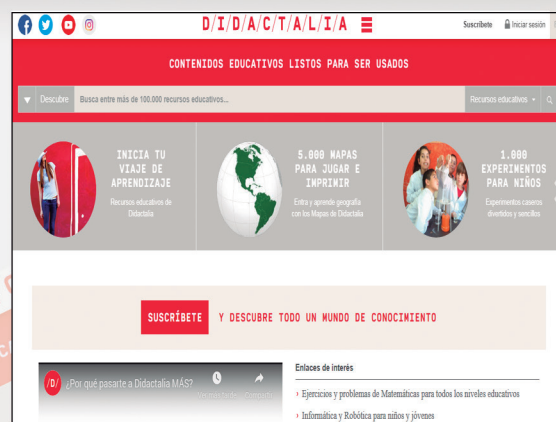 D/I/D/A/C/T/A/L/I/A
Suscríbete
Iniciar sesión
CONTENIDOS EDUCATIVOS LISTOS PARA SER USADOS
Descubre
Busca entre más de 100.000 recursos educativos...
Recursos educativos
INICIA TU
VIAJE DE
APRENDIZAJE
Recursos educativos de
Didactalia
5.000 MAPAS
PARA JUGAR E
IMPRIMIR
Entra y aprende geografía
con los Mapas de Didactalia
1.000
EXPERIMENTOS
PARA NIÑOS
Experimentos caseros
divertidos y sencillos
SUSCRÍBETE Y DESCUBRE TODO UN MUNDO DE CONOCIMIENTO
/D/ ¿Por qué pasarte a Didactalia MÁS?
Enlaces de interés
› Ejercicios y problemas de Matemáticas para todos los niveles educativos
› Informática y Robótica para niños y jóvenes